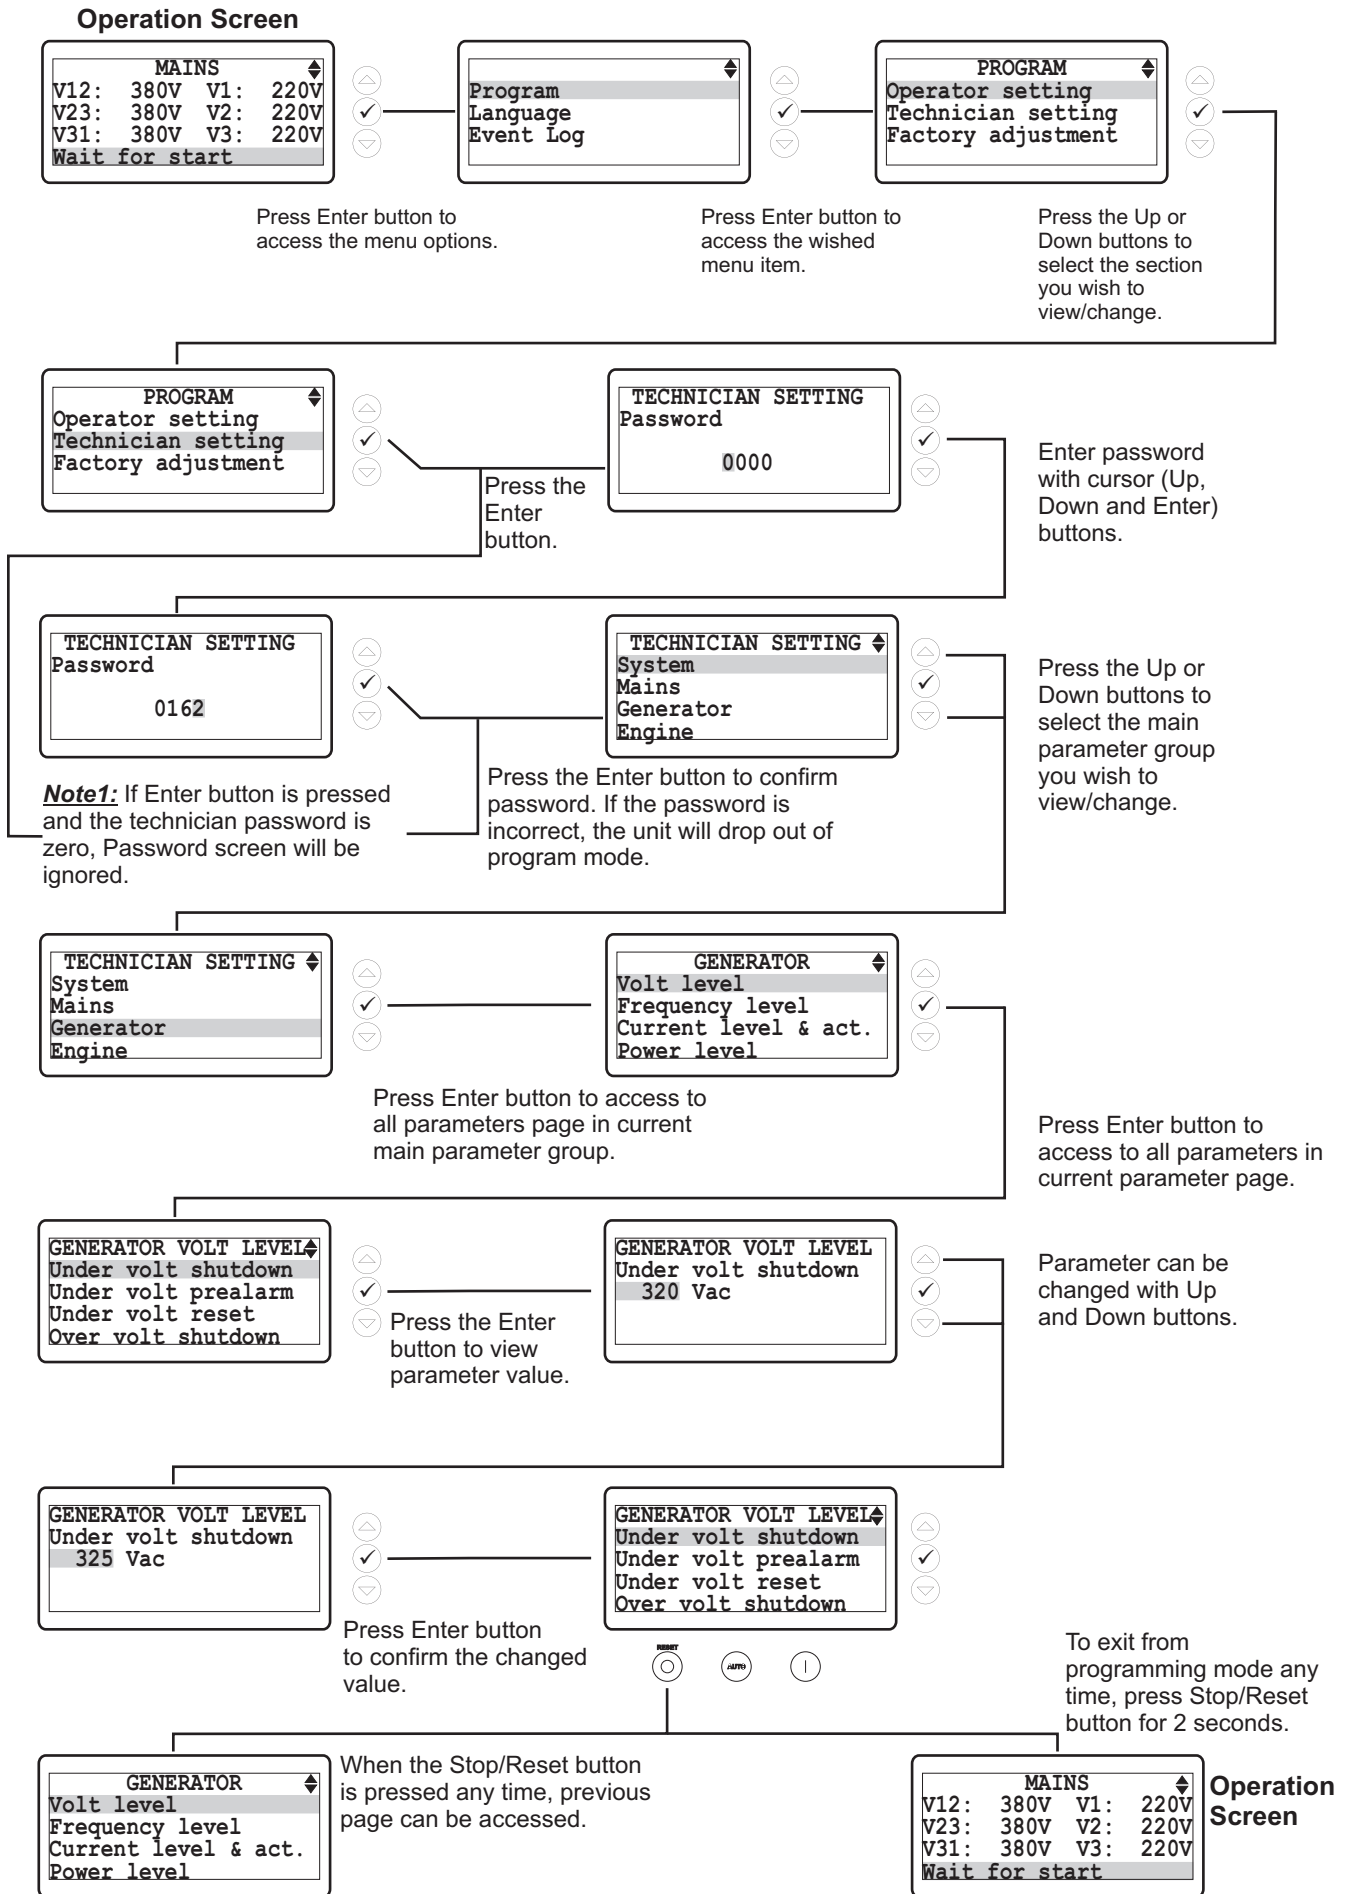 Operation Screen
MAINS
V12: 380V V1: 220V
V23: 380V V2: 220V
V31: 380V V3: 220V
Wait for start
Program
Language
Event Log
PROGRAM
Operator setting
Technician setting
Factory adjustment
Press Enter button to
access the menu options.
Press Enter button to
access the wished
menu item.
Press the Up or
Down buttons to
select the section
you wish to
view/change.
PROGRAM
Operator setting
Technician setting
Factory adjustment
Press the
Enter
button.
TECHNICIAN SETTING
Password
0000
Enter password
with cursor (Up,
Down and Enter)
buttons.
TECHNICIAN SETTING
Password
0162
TECHNICIAN SETTING
System
Mains
Generator
Engine
Press the Up or
Down buttons to
select the main
parameter group
you wish to
view/change.
Note1: If Enter button is pressed
and the technician password is
zero, Password screen will be
ignored.
Press the Enter button to confirm
password. If the password is
incorrect, the unit will drop out of
program mode.
TECHNICIAN SETTING
System
Mains
Generator
Engine
GENERATOR
Volt level
Frequency level
Current level & act.
Power level
Press Enter button to access to
all parameters page in current
main parameter group.
Press Enter button to
access to all parameters in
current parameter page.
GENERATOR VOLT LEVEL
Under volt shutdown
Under volt prealarm
Under volt reset
Over volt shutdown
Press the Enter
button to view
parameter value.
GENERATOR VOLT LEVEL
Under volt shutdown
320 Vac
Parameter can be
changed with Up
and Down buttons.
GENERATOR VOLT LEVEL
Under volt shutdown
325 Vac
GENERATOR VOLT LEVEL
Under volt shutdown
Under volt prealarm
Under volt reset
Over volt shutdown
Press Enter button
to confirm the changed
value.
RESET
AUTO
To exit from
programming mode any
time, press Stop/Reset
button for 2 seconds.
GENERATOR
Volt level
Frequency level
Current level & act.
Power level
When the Stop/Reset button
is pressed any time, previous
page can be accessed.
MAINS
V12: 380V V1: 220V
V23: 380V V2: 220V
V31: 380V V3: 220V
Wait for start
Operation
Screen